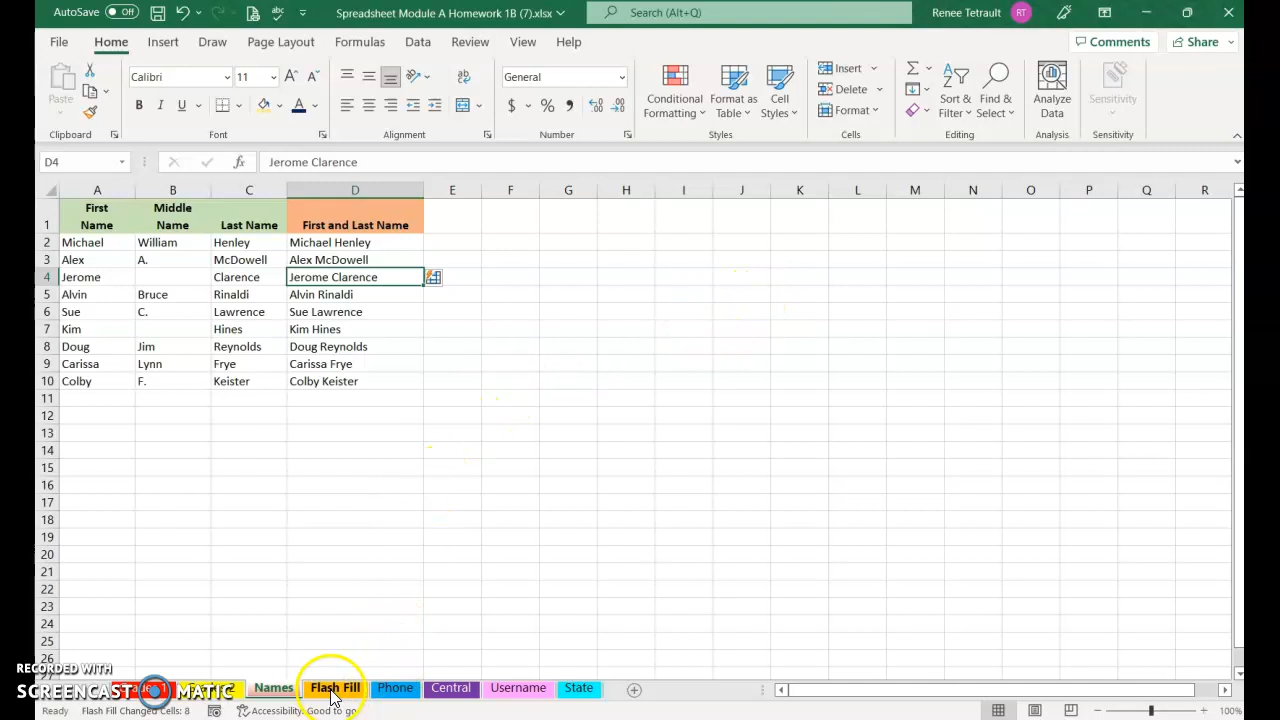 AutoSave Off Spreadsheet Module A Homework 1B (7).xlsx Search (Alt+Q) Renee Tetrault RT
File Home Insert Draw Page Layout Formulas Data Review View Help Comments Share
Paste Calibri 11 General Conditional Formatting Format as Table Cell Styles Insert Delete Format Sort & Filter Find & Select Analyze Data Sensitivity
Clipboard Font Alignment Number Styles Cells Editing Analysis Sensitivity
D4 fx Jerome Clarence
A B C D E F G H I J K L M N O P Q R
1 First Name Middle Name Last Name First and Last Name
2 Michael William Henley Michael Henley
3 Alex A. McDowell Alex McDowell
4 Jerome Clarence Jerome Clarence
5 Alvin Bruce Rinaldi Alvin Rinaldi
6 Sue C. Lawrence Sue Lawrence
7 Kim Hines Kim Hines
8 Doug Jim Reynolds Doug Reynolds
9 Carissa Lynn Frye Carissa Frye
10 Colby F. Keister Colby Keister
11
12
13
14
15
16
17
18
19
20
21
22
23
24
25
26
RECORDED WITH
SCREENCAST MATIC
Names Flash Fill Phone Central Username State
Ready Flash Fill Changed Cells: 8 Accessibility: Good to go 100%